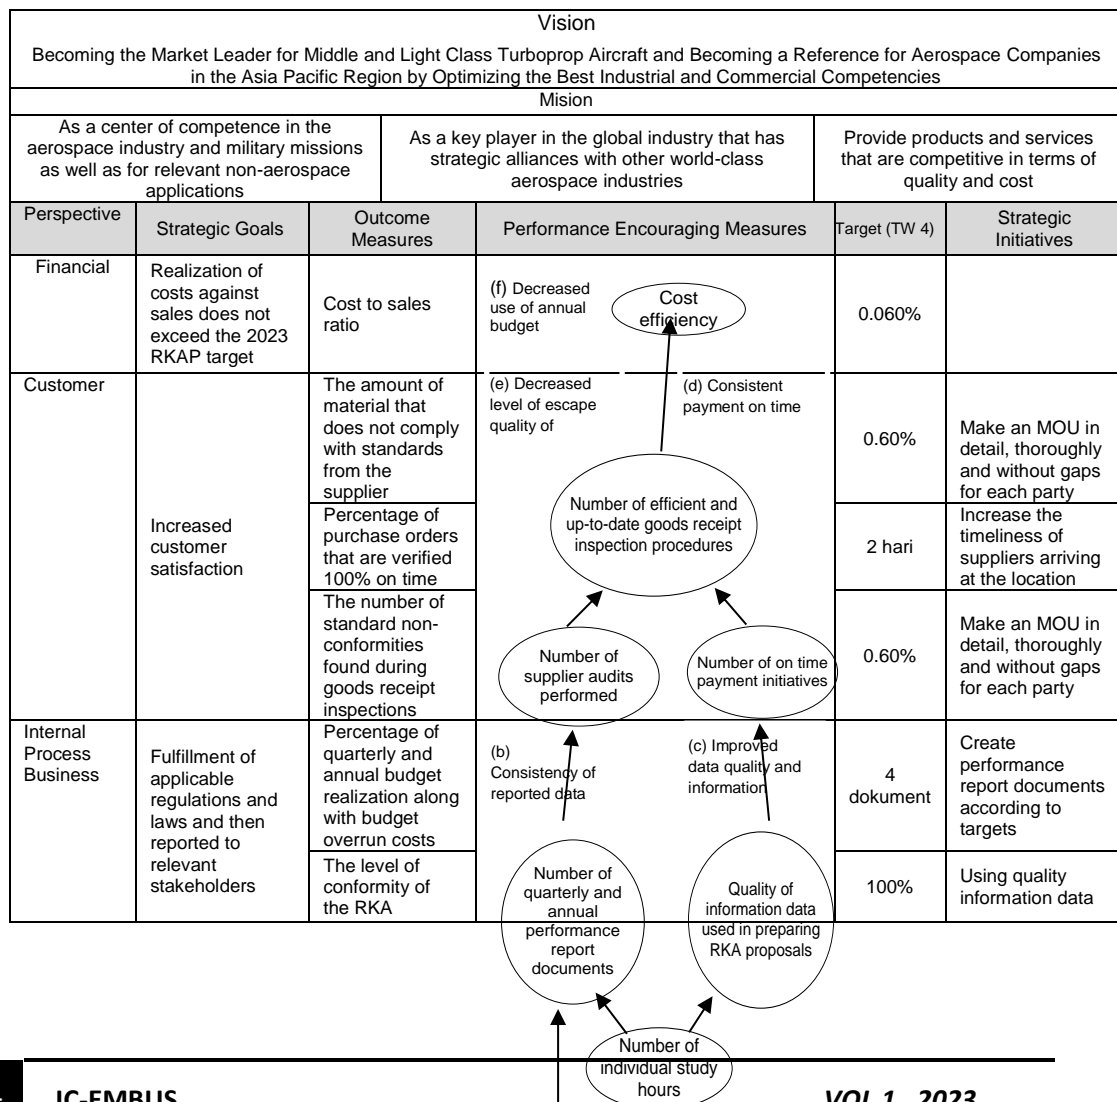 Vision
Becoming the Market Leader for Middle and Light Class Turboprop Aircraft and Becoming a Reference for Aerospace Companies
in the Asia Pacific Region by Optimizing the Best Industrial and Commercial Competencies
Mision
As a center of competence in the
aerospace industry and military missions
as well as for relevant non-aerospace
applications
As a key player in the global industry that has
strategic alliances with other world-class
aerospace industries
Provide products and services
that are competitive in terms of
quality and cost
Perspective
Strategic Goals
Outcome
Measures
Performance Encouraging Measures
Target (TW 4)
Strategic
Initiatives
Financial
Realization of
costs against
sales does not
exceed the 2023
RKAP target
Cost to sales
ratio
(f) Decreased
use of annual
budget
Cost
efficiency
0.060%
Customer
Increased
customer
satisfaction
The amount of
material that
does not comply
with standards
from the
supplier
(e) Decreased
level of escape
quality of
(d) Consistent
payment on time
0.60%
Make an MOU in
detail, thoroughly
and without gaps
for each party
Number of efficient and
up-to-date goods receipt
inspection procedures
Percentage of
purchase orders
that are verified
100% on time
2 hari
Increase the
timeliness of
suppliers arriving
at the location
The number of
standard non-
conformities
found during
goods receipt
inspections
Number of
supplier audits
performed
Number of on time
payment initiatives
0.60%
Make an MOU in
detail, thoroughly
and without gaps
for each party
Internal
Process
Business
Fulfillment of
applicable
regulations and
laws and then
reported to
relevant
stakeholders
Percentage of
quarterly and
annual budget
realization along
with budget
overrun costs
(b)
Consistency of
reported data
(c) Improved
data quality and
information
4
dokument
Create
performance
report documents
according to
targets
The level of
conformity of
the RKA
Number of
quarterly and
annual
performance
report
documents
Quality of
information data
used in preparing
RKA proposals
100%
Using quality
information data
Number of
individual study
hours
IC-EMBUS
VOL 1, 2023